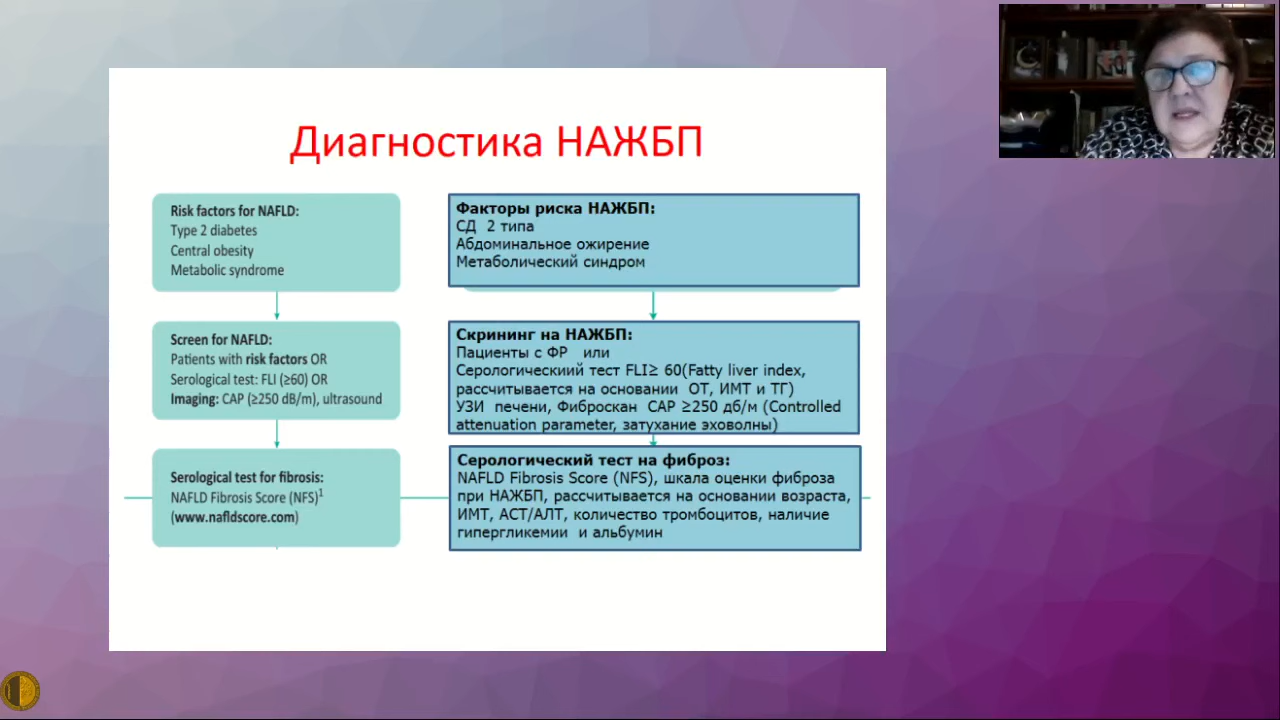 Диагностика НАЖБП
Risk factors for NAFLD:
Type 2 diabetes
Central obesity
Metabolic syndrome
Screen for NAFLD:
Patients with risk factors OR
Serological test: FLI (≥60) OR
Imaging: CAP (≥250 dB/m), ultrasound
Serological test for fibrosis:
NAFLD Fibrosis Score (NFS)¹
(www.nafldscore.com)
Факторы риска НАЖБП:
СД 2 типа
Абдоминальное ожирение
Метаболический синдром
Скрининг на НАЖБП:
Пациенты с ФР или
Серологическиий тест FLI≥ 60(Fatty liver index,
рассчитывается на основании ОТ, ИМТ и ТГ)
УЗИ печени, Фиброскан CAP ≥250 дб/м (Controlled
attenuation parameter, затухание эховолны)
Серологический тест на фиброз:
NAFLD Fibrosis Score (NFS), шкала оценки фиброза
при НАЖБП, рассчитывается на основании возраста,
ИМТ, АСТ/АЛТ, количество тромбоцитов, наличие
гипергликемии и альбумин